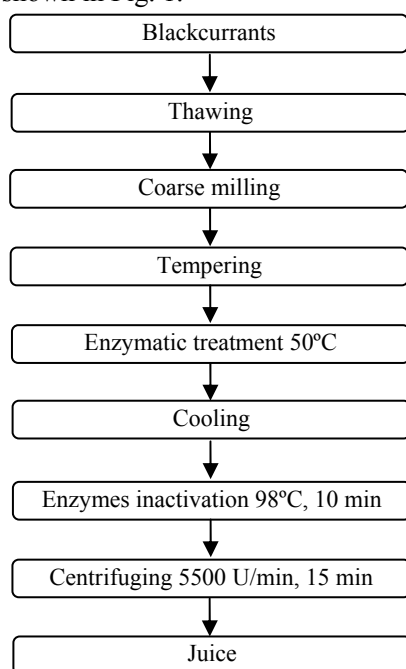 shown in Fig. 1.
Blackcurrants
Thawing
Coarse milling
Tempering
Enzymatic treatment 50ºC
Cooling
Enzymes inactivation 98ºC, 10 min
Centrifuging 5500 U/min, 15 min
Juice